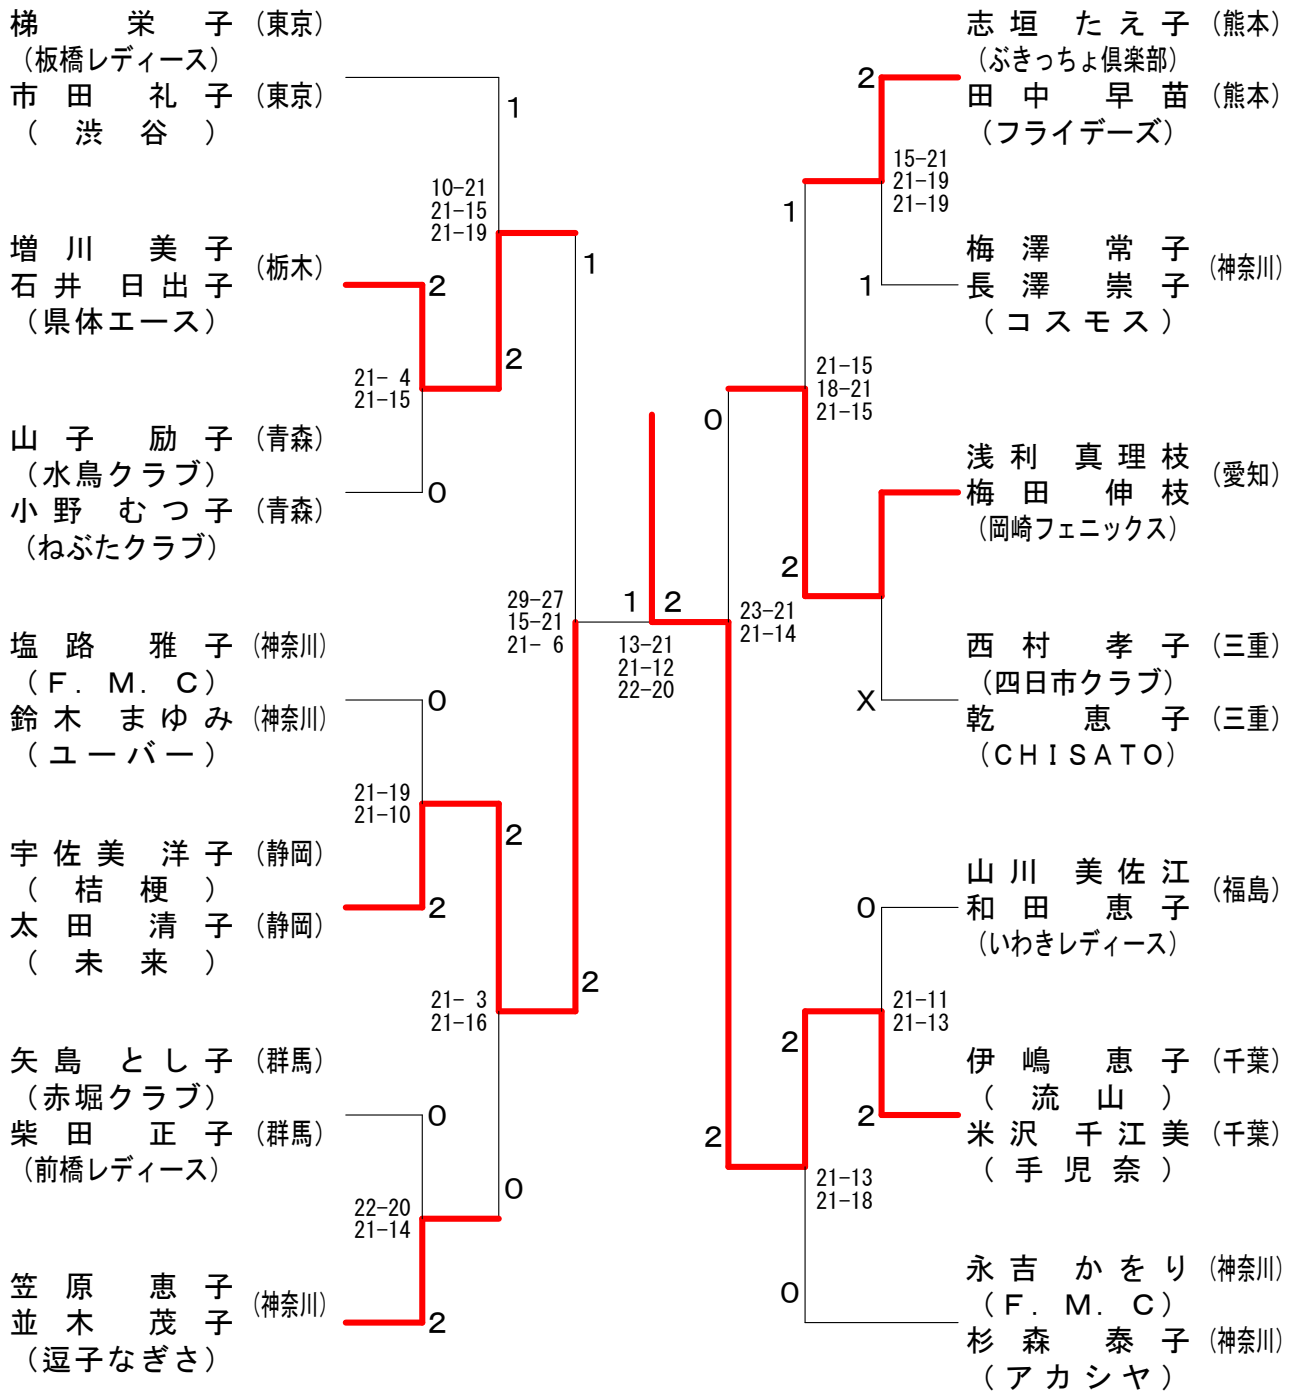 梯 栄 子 (東京)
(板橋レディース)
市 田 礼 子 (東京)
( 渋 谷 )
1
10-21
21-15
21-19
増 川 美 子
石 井 日 出 子
(栃木)
(県体エース)
2
1
2
21- 4
21-15
山 子 励 子 (青森)
(水鳥クラブ)
小 野 むつ 子 (青森)
(ねぶたクラブ)
0
29-27
15-21
21- 6
塩 路 雅 子 (神奈川)
(F. M. C)
鈴 木 まゆみ (神奈川)
(ユーバー)
0
21-19
21-10
2
宇 佐 美 洋 子 (静岡)
( 桔 梗 )
太 田 清 子 (静岡)
( 未 来 )
2
2
21- 3
21-16
矢 島 とし 子 (群馬)
(赤堀クラブ)
柴 田 正 子 (群馬)
(前橋レディース)
0
0
22-20
21-14
笠 原 恵 子
並 木 茂 子
(神奈川)
(逗子なぎさ)
2
1 2
13-21
21-12
22-20
志 垣 たえ 子 (熊本)
(ぶきっちょ倶楽部)
田 中 早 苗 (熊本)
(フライデーズ)
2
15-21
21-19
21-19
1
梅 澤 常 子
長 澤 崇 子
(神奈川)
(コスモス)
1
21-15
18-21
21-15
0
浅 利 真 理 枝
梅 田 伸 枝
(愛知)
(岡崎フェニックス)
2
23-21
21-14
西 村 孝 子 (三重)
(四日市クラブ)
乾 恵 子 (三重)
(CHISATO)
X
山 川 美 佐 江
和 田 恵 子
(福島)
(いわきレディース)
0
21-11
21-13
2
伊 嶋 恵 子 (千葉)
( 流 山 )
米 沢 千 江 美 (千葉)
( 手 児 奈 )
2
2
21-13
21-18
永 吉 かをり (神奈川)
(F. M. C)
杉 森 泰 子 (神奈川)
(アカシヤ)
0